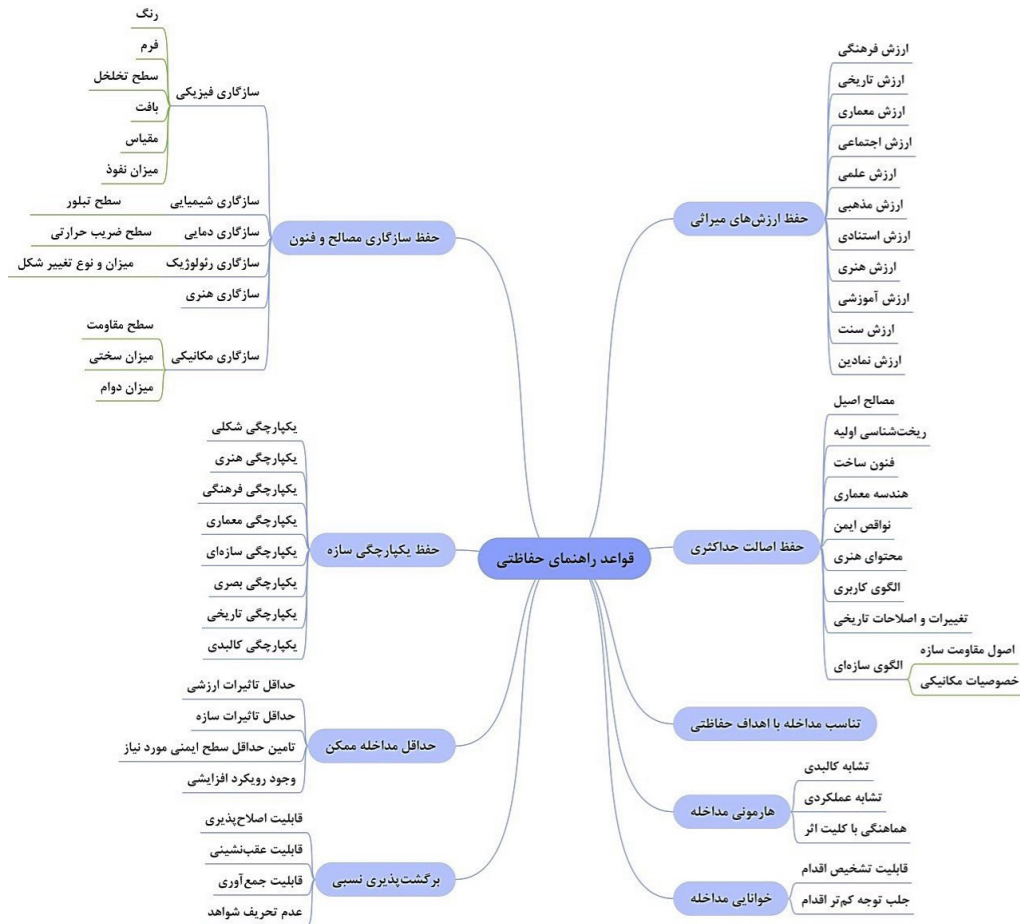 قواعد راهنمای حفاظتی
حفظ ارزش‌های میراثی
ارزش فرهنگی
ارزش تاریخی
ارزش معماری
ارزش اجتماعی
ارزش علمی
ارزش مذهبی
ارزش استنادی
ارزش هنری
ارزش آموزشی
ارزش سنت
ارزش نمادین
حفظ اصالت حداکثری
مصالح اصیل
ریخت‌شناسی اولیه
فنون ساخت
هندسه معماری
نواقص ایمن
محتوای هنری
الگوی کاربری
تغییرات و اصلاحات تاریخی
الگوی سازه‌ای
اصول مقاومت سازه
خصوصیات مکانیکی
تناسب مداخله با اهداف حفاظتی
هارمونی مداخله
تشابه کالبدی
تشابه عملکردی
هماهنگی با کلیت اثر
خوانایی مداخله
قابلیت تشخیص اقدام
جلب توجه کم‌تر اقدام
حفظ سازگاری مصالح و فنون
سازگاری فیزیکی
رنگ
فرم
سطح تخلخل
بافت
مقیاس
میزان نفوذ
سازگاری شیمیایی
سطح تبلور
سازگاری دمایی
سطح ضریب حرارتی
سازگاری رئولوژیک
میزان و نوع تغییر شکل
سازگاری هنری
سازگاری مکانیکی
سطح مقاومت
میزان سختی
میزان دوام
حفظ یکپارچگی سازه
یکپارچگی شکلی
یکپارچگی هنری
یکپارچگی فرهنگی
یکپارچگی معماری
یکپارچگی سازه‌ای
یکپارچگی بصری
یکپارچگی تاریخی
یکپارچگی کالبدی
حداقل مداخله ممکن
حداقل تاثیرات ارزشی
حداقل تاثیرات سازه
تامین حداقل سطح ایمنی مورد نیاز
وجود رویکرد افزایشی
برگشت‌پذیری نسبی
قابلیت اصلاح‌پذیری
قابلیت عقب‌نشینی
قابلیت جمع‌آوری
عدم تحریف شواهد